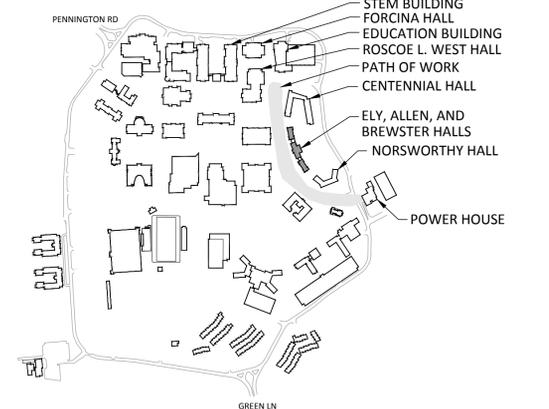 STEM BUILDING
FORCINA HALL
PENNINGTON RD
EDUCATION BUILDING
ROSCOE L. WEST HALL
PATH OF WORK
CENTENNIAL HALL
ELY, ALLEN, AND
BREWSTER HALLS
NORSWORTHY HALL
POWER HOUSE
GREEN LN